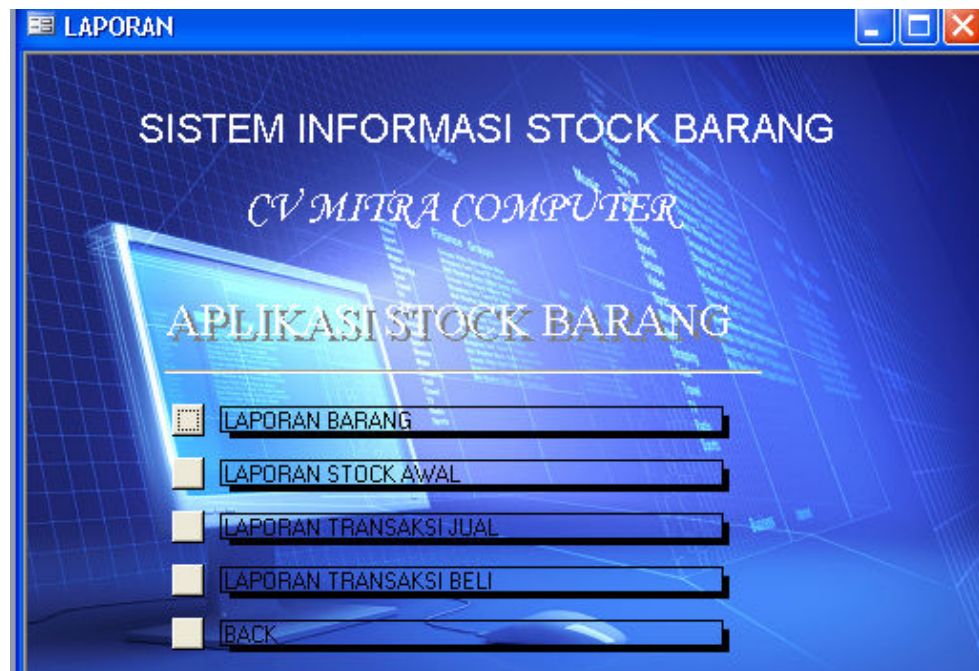 LAPORAN
SISTEM INFORMASI STOCK BARANG
CV MITRA COMPUTER
APLIKASI STOCK BARANG
LAPORAN BARANG
LAPORAN STOCK AWAL
LAPORAN TRANSAKSI JUAL
LAPORAN TRANSAKSI BELI
BACK